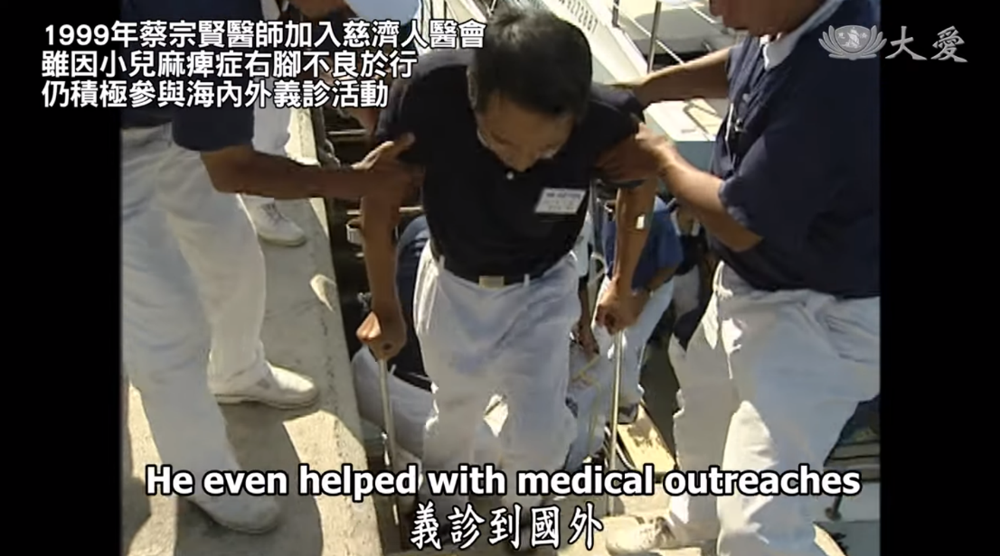 1999年蔡宗賢醫師加入慈濟人醫會
雖因小兒麻痺症右腳不良於行
仍積極參與海內外義診活動
大愛
He even helped with medical outreaches
義診到國外